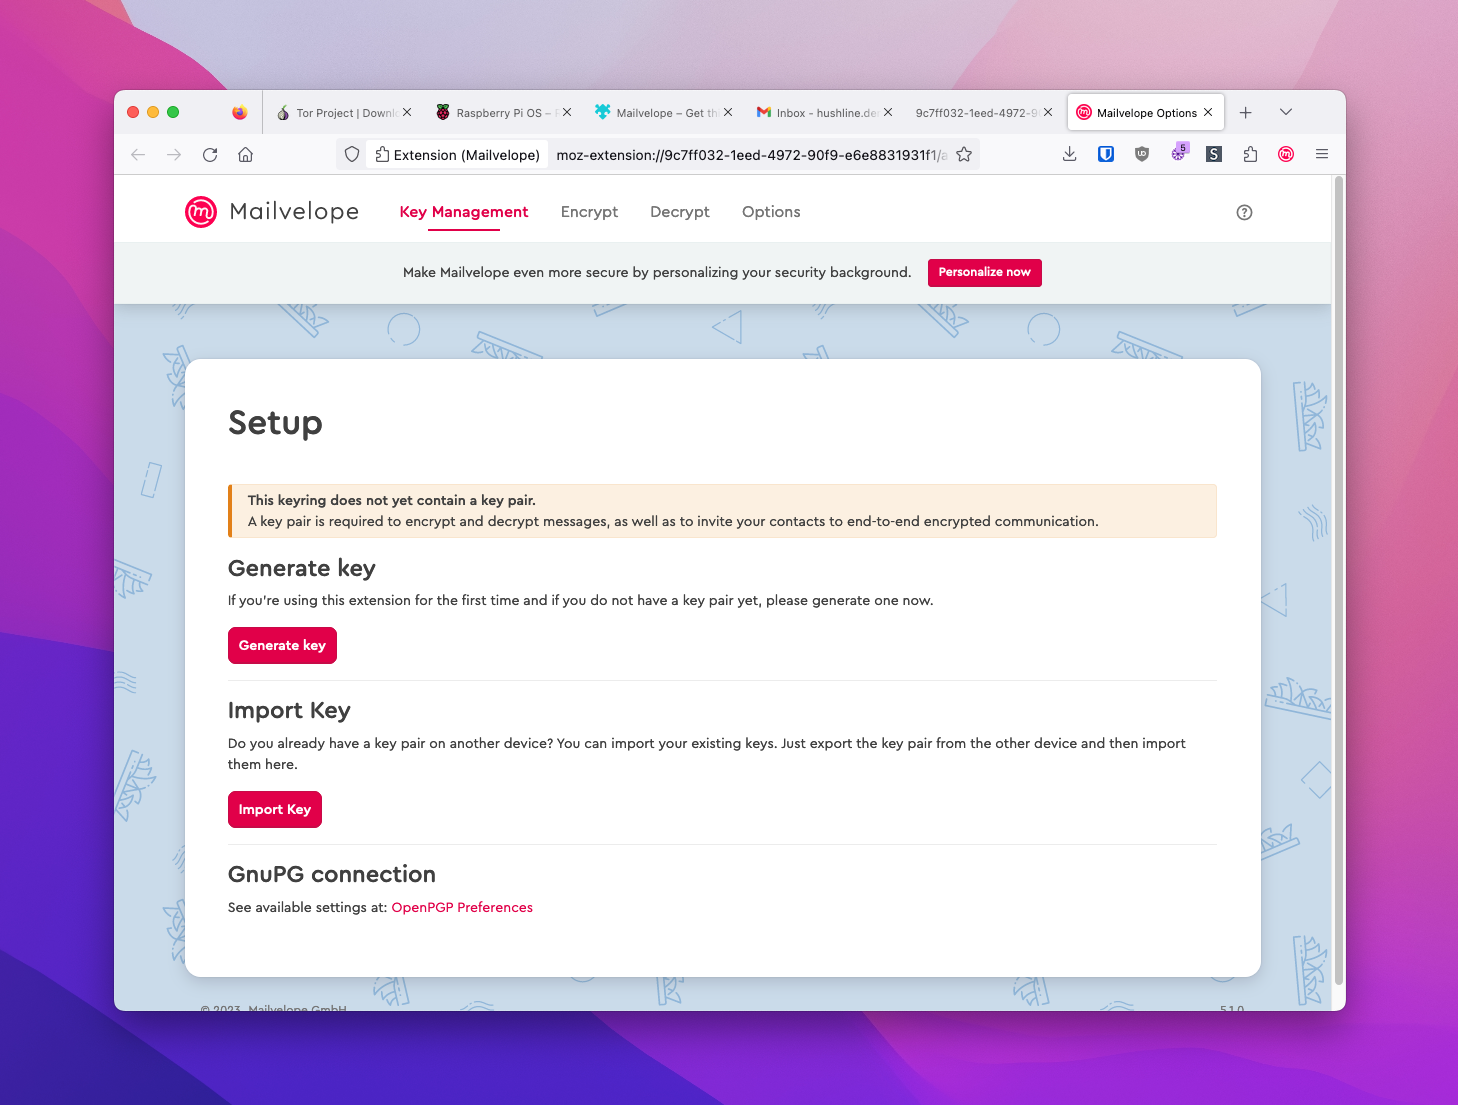 Tor Project | Downl
Raspberry Pi OS –
Mailvelope – Get th
Inbox - hushline.de
9c7ff032-1eed-4972-9
Mailvelope Options
Extension (Mailvelope)
moz-extension://9c7ff032-1eed-4972-90f9-e6e8831931f1/a
5
S
Mailvelope
Key Management
Encrypt
Decrypt
Options
Make Mailvelope even more secure by personalizing your security background.
Personalize now
Setup
This keyring does not yet contain a key pair.
A key pair is required to encrypt and decrypt messages, as well as to invite your contacts to end-to-end encrypted communication.
Generate key
If you're using this extension for the first time and if you do not have a key pair yet, please generate one now.
Generate key
Import Key
Do you already have a key pair on another device? You can import your existing keys. Just export the key pair from the other device and then import
them here.
Import Key
GnuPG connection
See available settings at: OpenPGP Preferences
© 2023 Mailvelope GmbH
5.1.0